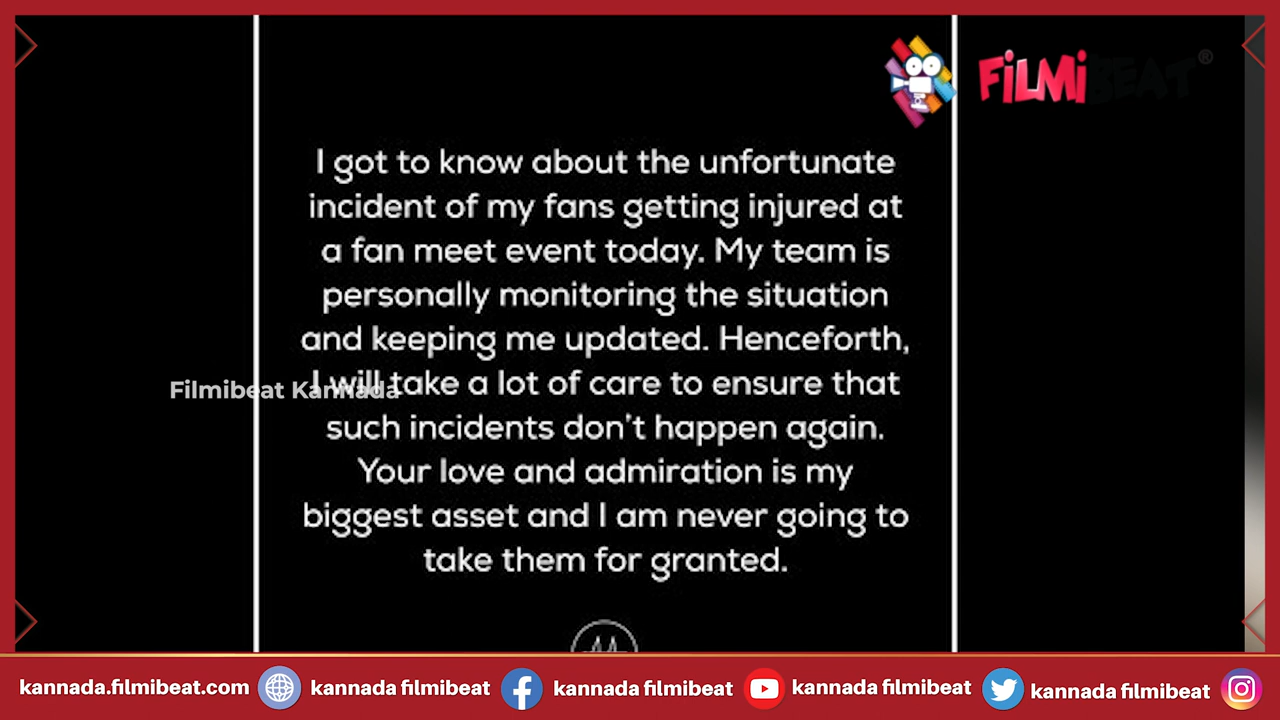 FiLMiBEAT®
I got to know about the unfortunate
incident of my fans getting injured at
a fan meet event today. My team is
personally monitoring the situation
and keeping me updated. Henceforth,
I will take a lot of care to ensure that
such incidents don't happen again.
Your love and admiration is my
biggest asset and I am never going to
take them for granted.
Filmibeat Kannada
kannada.filmibeat.com kannada filmibeat kannada filmibeat kannada filmibeat kannada filmibeat